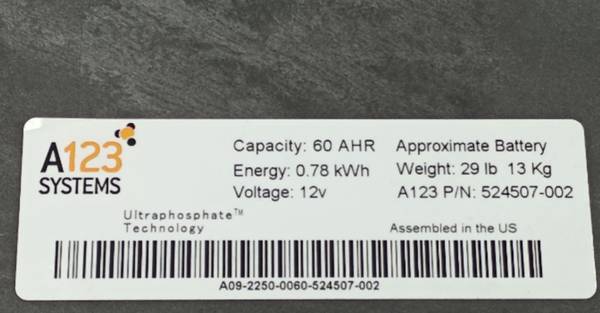 A123
SYSTEMS
Capacity: 60 AHR
Energy: 0.78 kWh
Voltage: 12v
Approximate Battery
Weight: 29 lb 13 Kg
A123 P/N: 524507-002
Ultraphosphate™
Technology
Assembled in the US
A09-2250-0060-524507-002